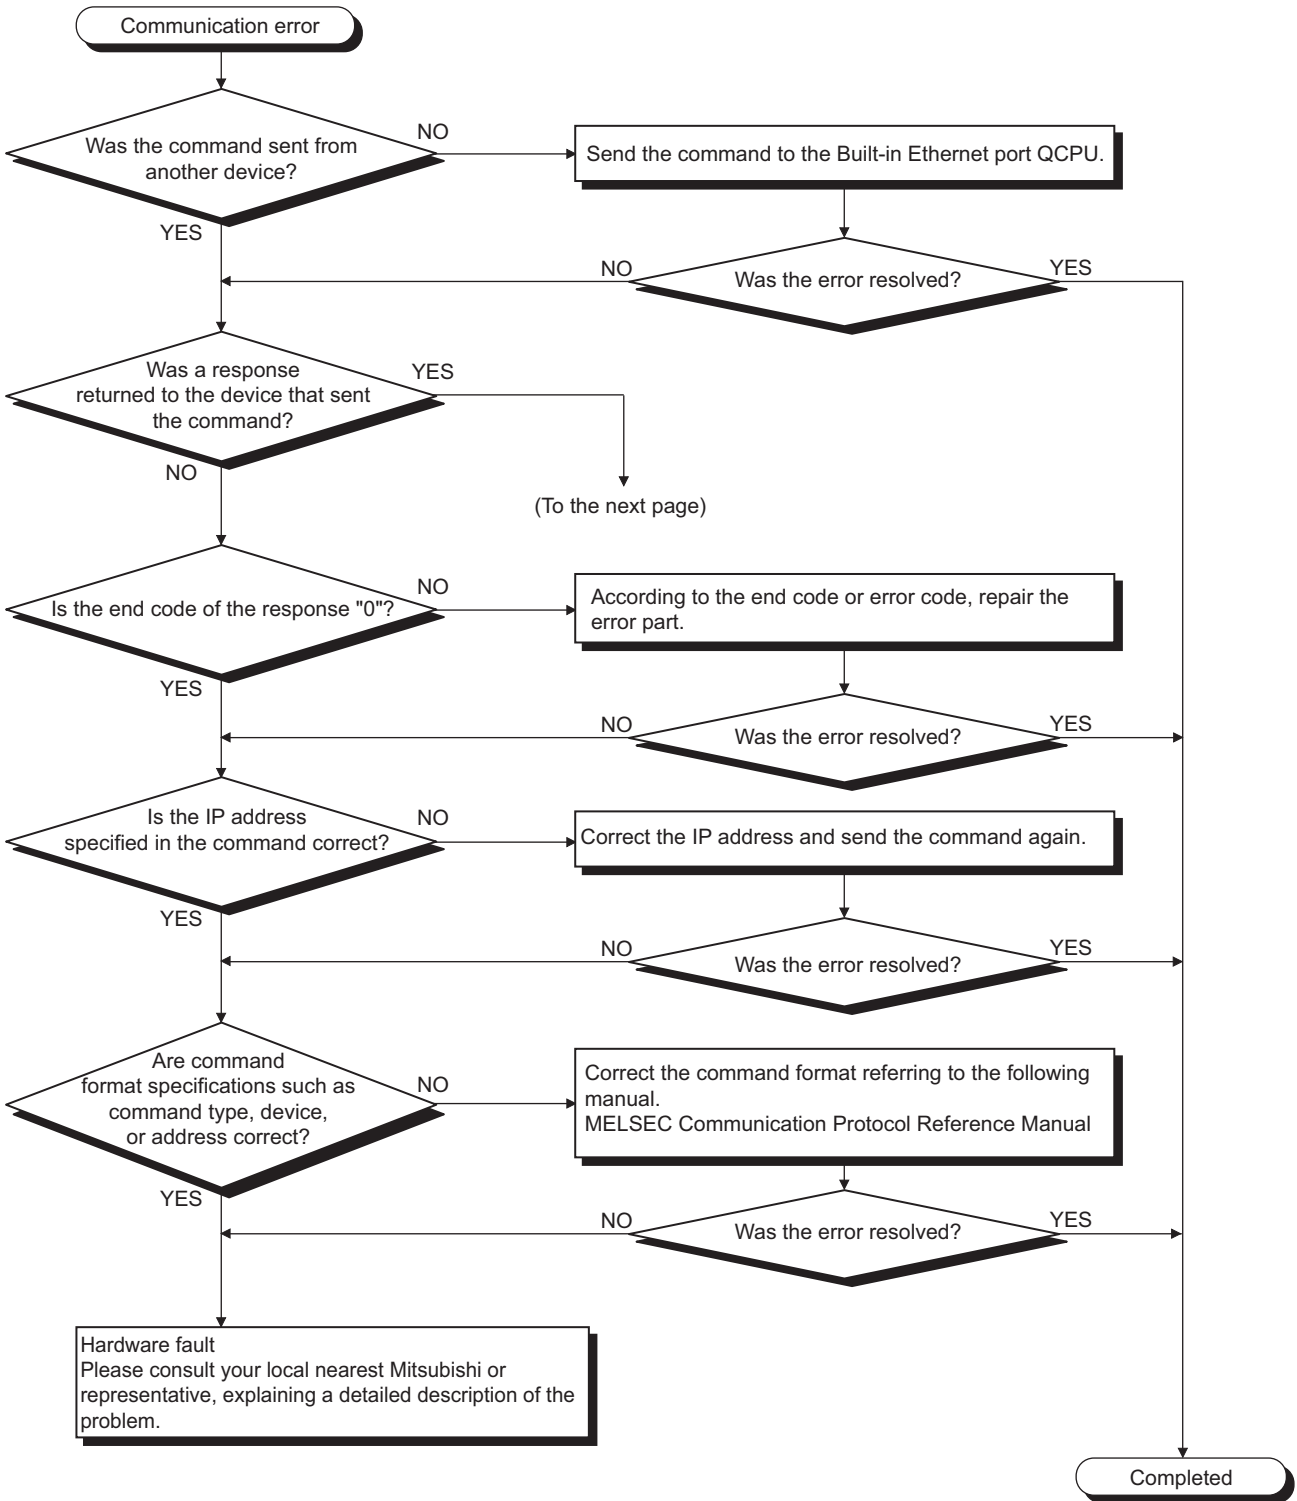 Communication error
Was the command sent from
another device?
NO
Send the command to the Built-in Ethernet port QCPU.
YES
NO
Was the error resolved?
YES
Was a response
returned to the device that sent
the command?
YES
NO
(To the next page)
Is the end code of the response "0"?
NO
According to the end code or error code, repair the
error part.
YES
NO
Was the error resolved?
YES
Is the IP address
specified in the command correct?
NO
Correct the IP address and send the command again.
YES
NO
Was the error resolved?
YES
Are command
format specifications such as
command type, device,
or address correct?
NO
Correct the command format referring to the following
manual.
MELSEC Communication Protocol Reference Manual
YES
NO
Was the error resolved?
YES
Hardware fault
Please consult your local nearest Mitsubishi or
representative, explaining a detailed description of the
problem.
Completed